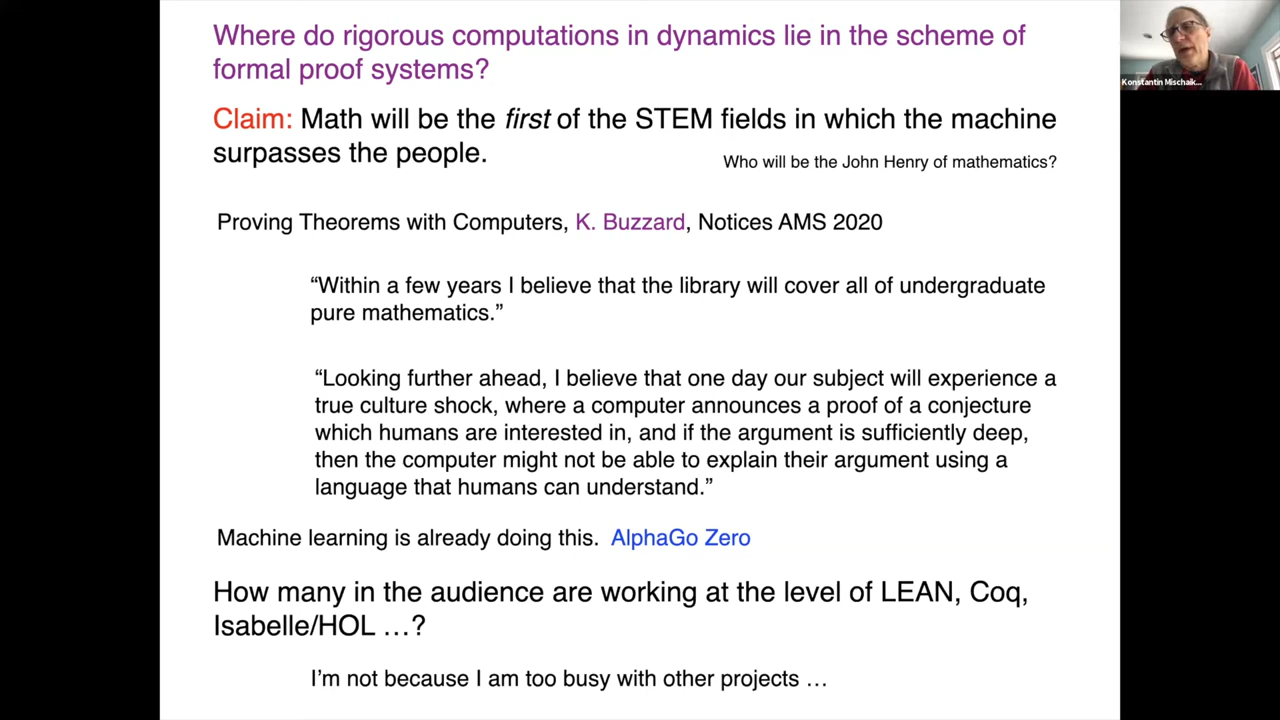 Where do rigorous computations in dynamics lie in the scheme of
formal proof systems?
Claim: Math will be the first of the STEM fields in which the machine
surpasses the people.
Who will be the John Henry of mathematics?
Proving Theorems with Computers, K. Buzzard, Notices AMS 2020
“Within a few years I believe that the library will cover all of undergraduate
pure mathematics.”
“Looking further ahead, I believe that one day our subject will experience a
true culture shock, where a computer announces a proof of a conjecture
which humans are interested in, and if the argument is sufficiently deep,
then the computer might not be able to explain their argument using a
language that humans can understand.”
Machine learning is already doing this. AlphaGo Zero
How many in the audience are working at the level of LEAN, Coq,
Isabelle/HOL …?
I’m not because I am too busy with other projects …
Konstantin Mischaik...